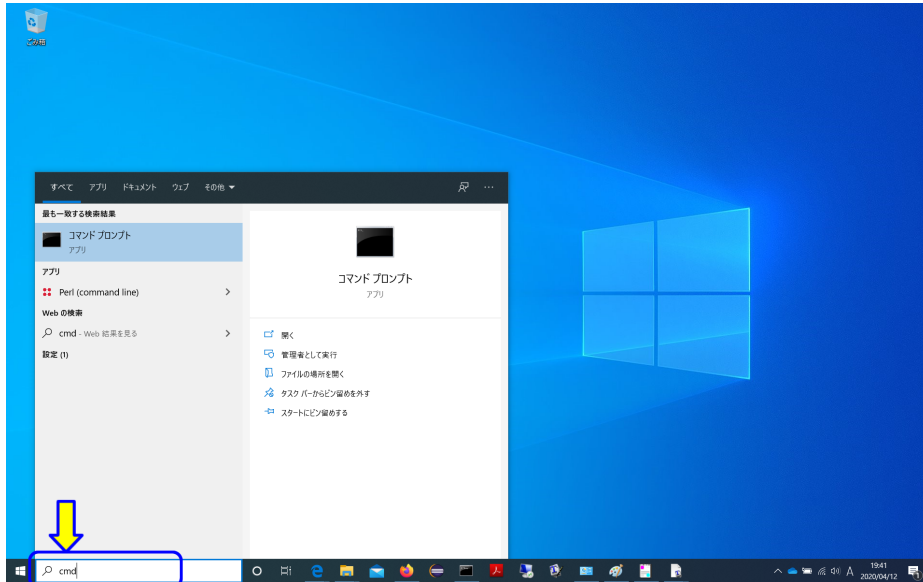 ごみ箱
すべて アプリ ドキュメント ウェブ その他
最も一致する検索結果
コマンド プロンプト
アプリ
アプリ
Perl (command line)
Web の検索
cmd - Web 結果を見る
設定 (1)
コマンド プロンプト
アプリ
開く
管理者として実行
ファイルの場所を開く
タスク バーからピン留めを外す
スタートにピン留めする
cmd
A
19:41
2020/04/12